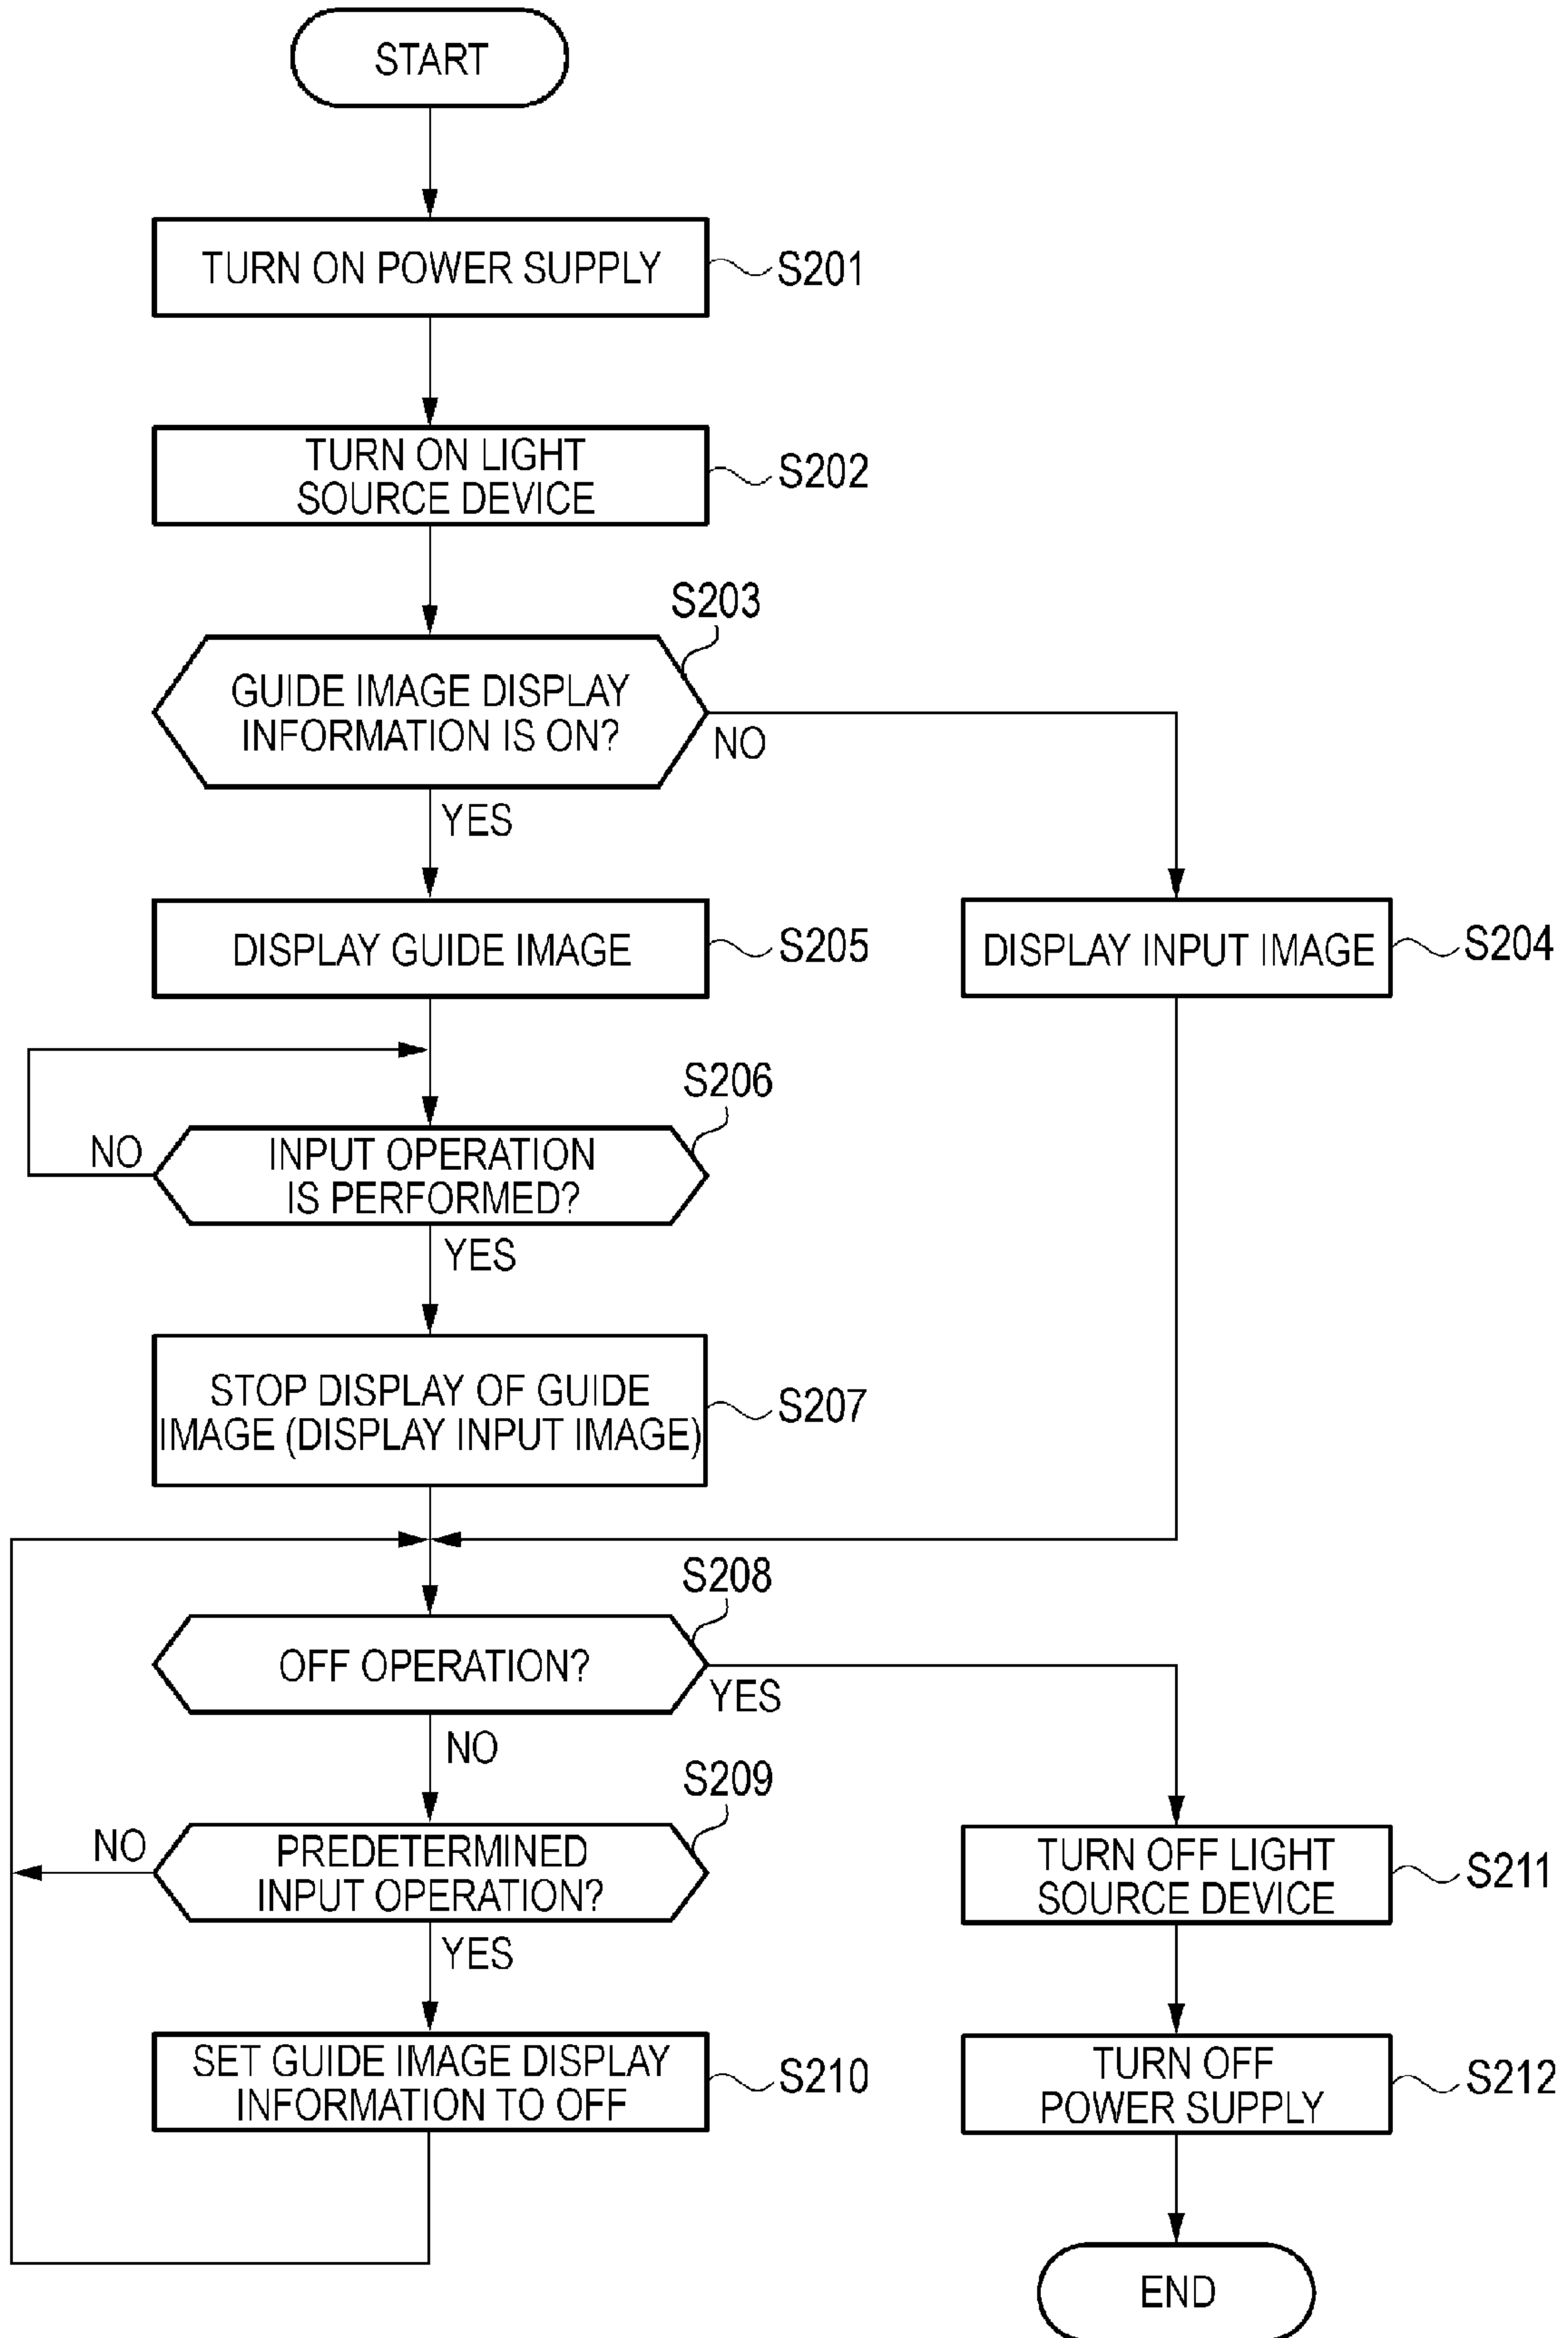 START
TURN ON POWER SUPPLY
S201
TURN ON LIGHT
SOURCE DEVICE
S202
S203
GUIDE IMAGE DISPLAY
INFORMATION IS ON?
NO
YES
DISPLAY GUIDE IMAGE
S205
DISPLAY INPUT IMAGE
S204
S206
NO
INPUT OPERATION
IS PERFORMED?
YES
STOP DISPLAY OF GUIDE
IMAGE (DISPLAY INPUT IMAGE)
S207
S208
OFF OPERATION?
YES
NO
S209
NO
PREDETERMINED
INPUT OPERATION?
YES
TURN OFF LIGHT
SOURCE DEVICE
S211
SET GUIDE IMAGE DISPLAY
INFORMATION TO OFF
S210
TURN OFF
POWER SUPPLY
S212
END